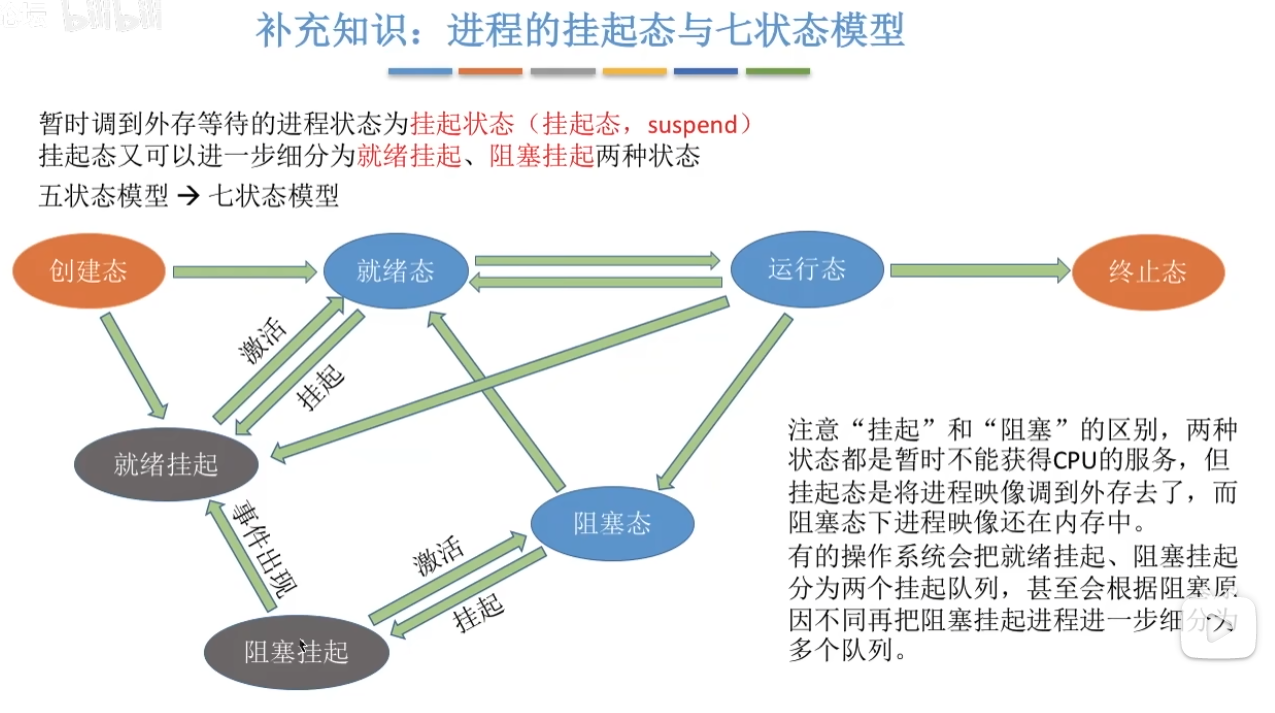 补充知识：进程的挂起态与七状态模型
暂时调到外存等待的进程状态为挂起状态（挂起态，suspend）
挂起态又可以进一步细分为就绪挂起、阻塞挂起两种状态
五状态模型 → 七状态模型
创建态
就绪态
运行态
终止态
激活
挂起
就绪挂起
事件出现
阻塞态
激活
挂起
阻塞挂起
注意“挂起”和“阻塞”的区别，两种
状态都是暂时不能获得CPU的服务，但
挂起态是将进程映像调到外存去了，而
阻塞态下进程映像还在内存中。
有的操作系统会把就绪挂起、阻塞挂起
分为两个挂起队列，甚至会根据阻塞原
因不同再把阻塞挂起进程进一步细分为
多个队列。
bilibili